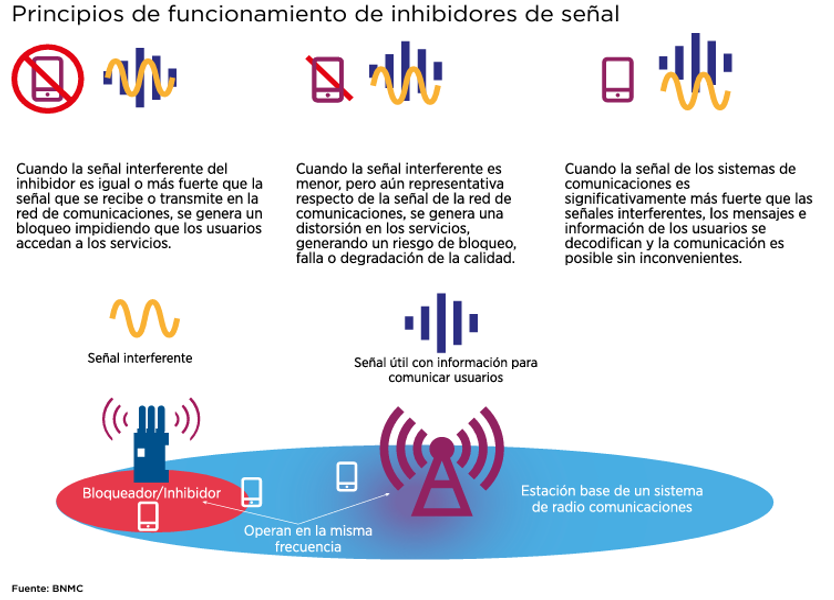 Principios de funcionamiento de inhibidores de señal
Cuando la señal interferente del
inhibidor es igual o más fuerte que la
señal que se recibe o transmite en la
red de comunicaciones, se genera un
bloqueo impidiendo que los usuarios
accedan a los servicios.
Cuando la señal interferente es
menor, pero aún representativa
respecto de la señal de la red de
comunicaciones, se genera una
distorsión en los servicios,
generando un riesgo de bloqueo,
falla o degradación de la calidad.
Cuando la señal de los sistemas de
comunicaciones es
significativamente más fuerte que las
señales interferentes, los mensajes e
información de los usuarios se
decodifican y la comunicación es
posible sin inconvenientes.
Señal interferente
Señal útil con información para
comunicar usuarios
Bloqueador/Inhibidor
Estación base de un sistema
de radio comunicaciones
Operan en la misma
frecuencia
Fuente: BNMC